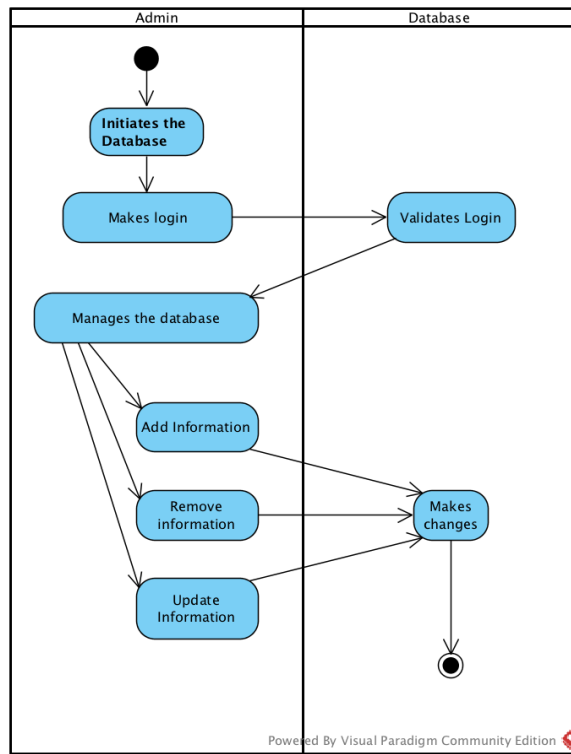 Admin
Database
Initiates the
Database
Makes login
Validates Login
Manages the database
Add Information
Remove
information
Makes
changes
Update
Information
Powered By Visual Paradigm Community Edition